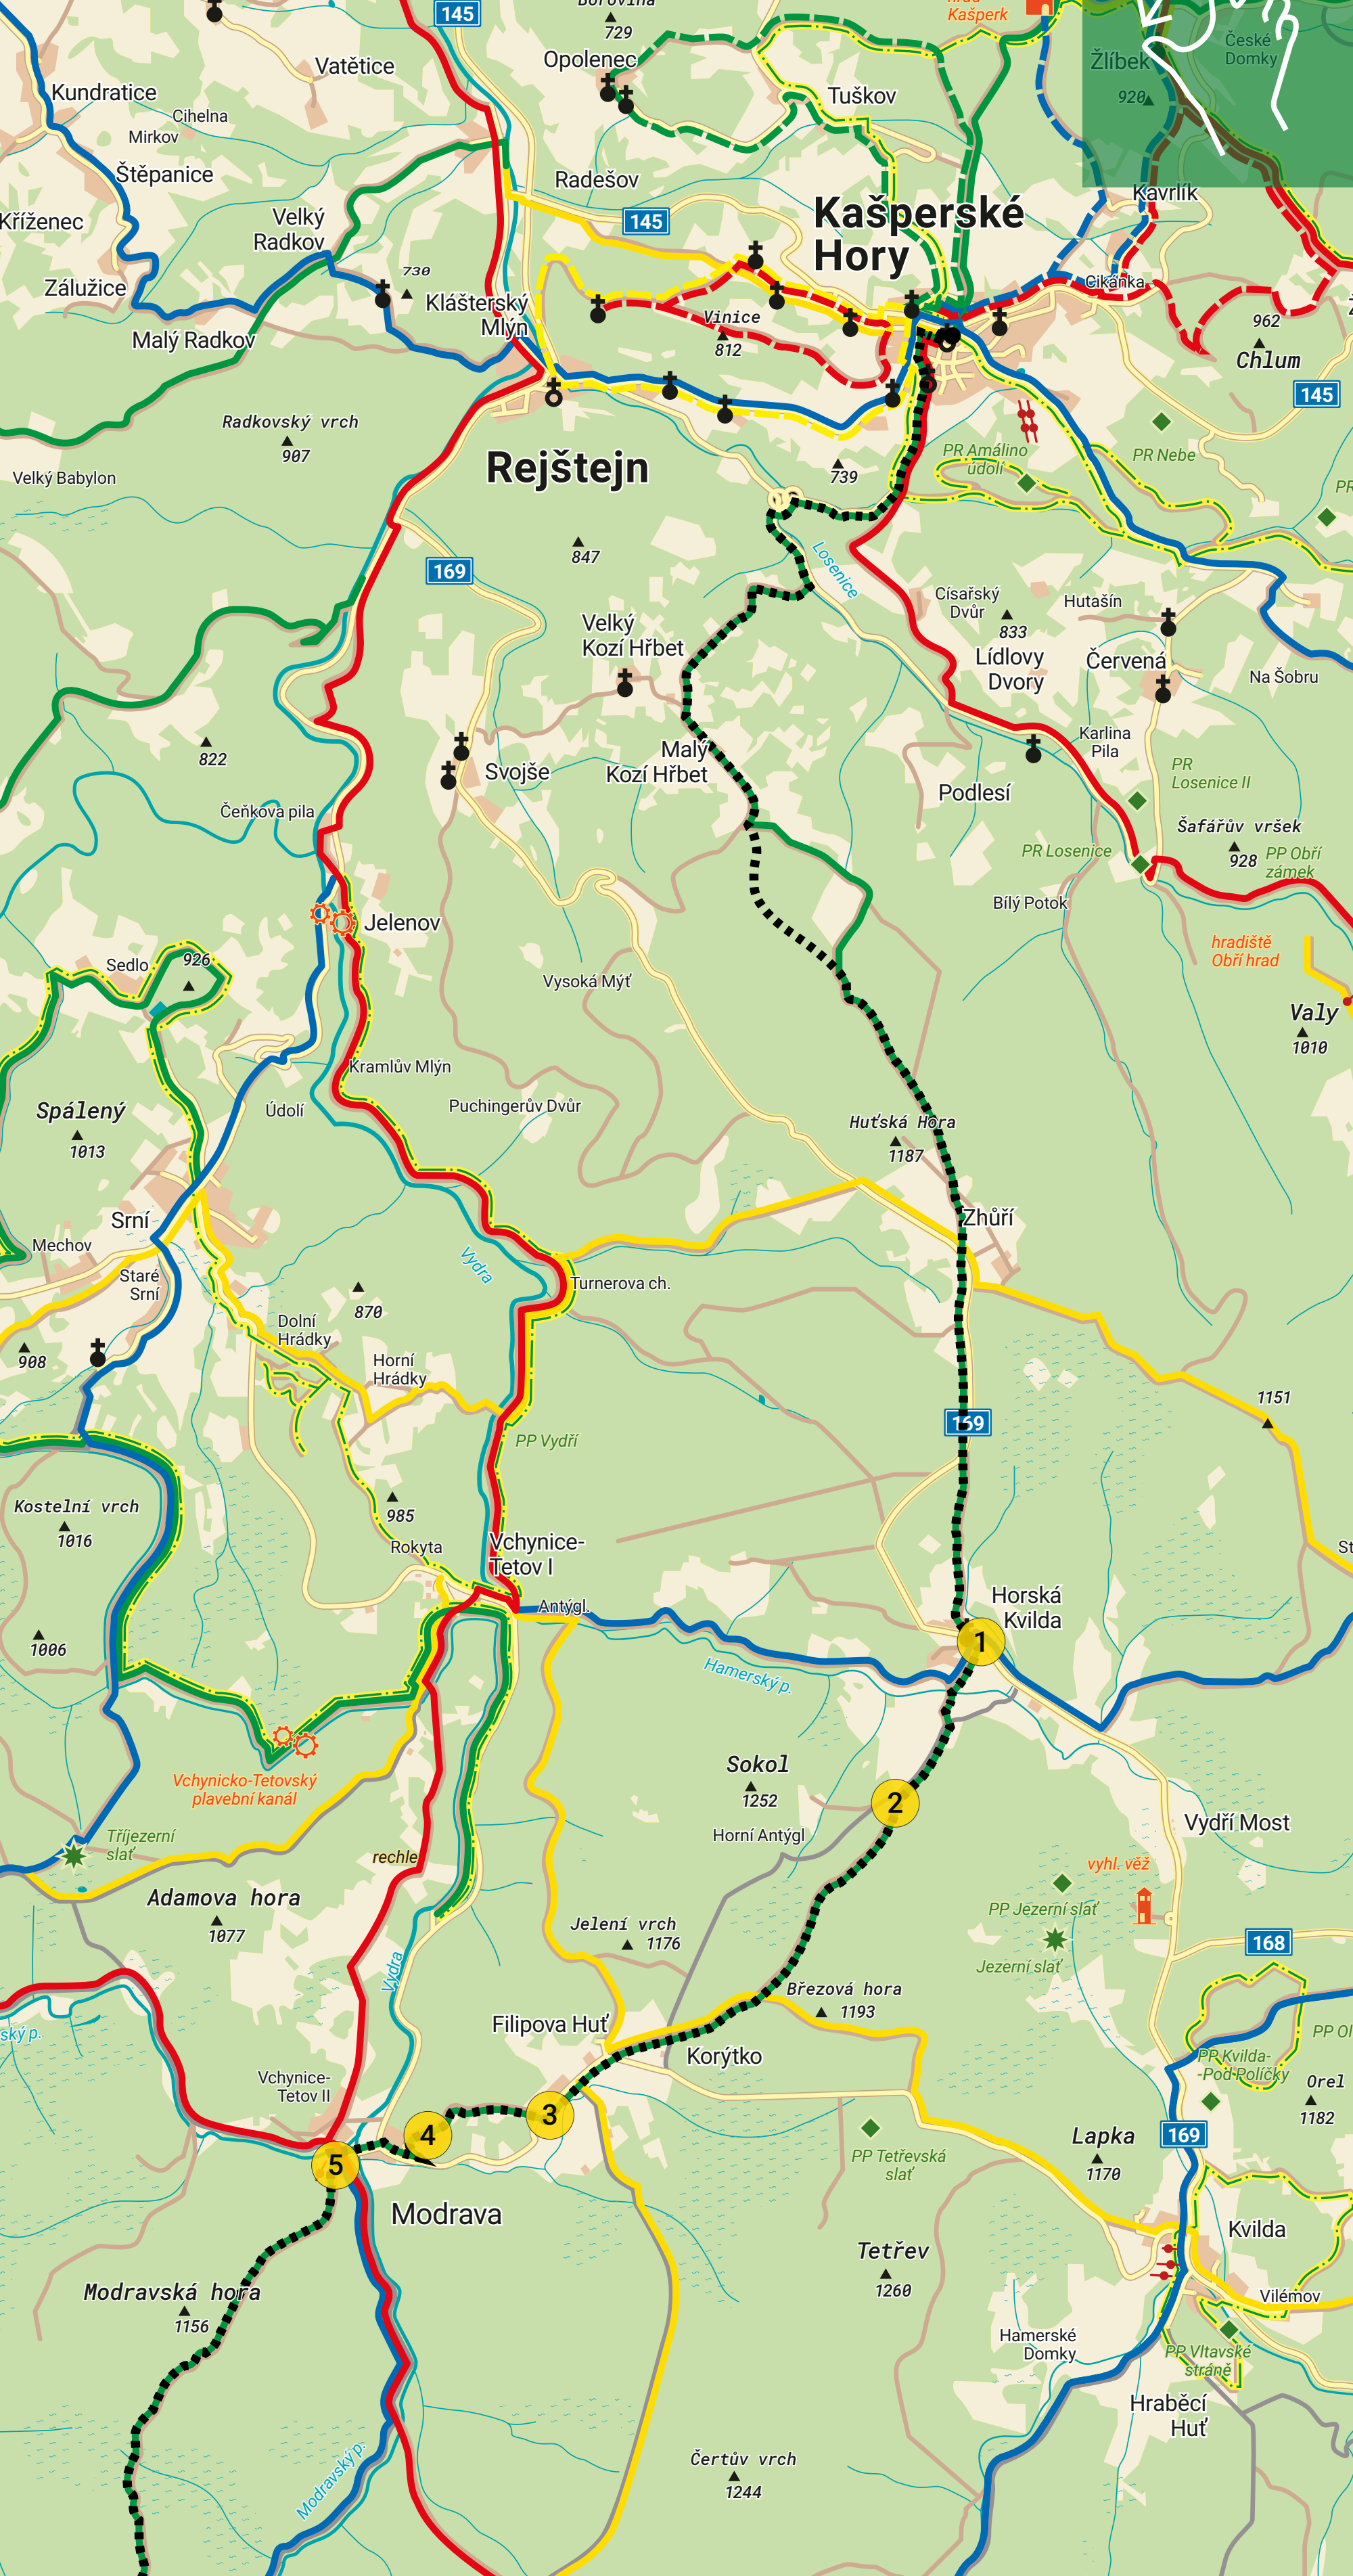 145
729
hrad
Kašperk
Opolenec
Vatětice
České
Domky
Žlíbek
920
Kundratice
Cihelna
Mirkov
Tuškov
Štěpanice
Radešov
Kavrlík
Kříženec
Velký
Radkov
145
Kašperské
Hory
730
Zálužice
Klášterský
Mlýn
Cikánka
Malý Radkov
Vinice
812
962
Chlum
145
Radkovský vrch
907
Rejštejn
739
PR Amálino
údolí
PR Nebe
Velký Babylon
PR
847
169
Losenice
Císařský
Dvůr
833
Hutašín
Velký
Kozí Hřbet
Lídlovy
Dvory
Červená
Na Šobru
822
Malý
Kozí Hřbet
Karlina
Pila
Svojše
PR
Losenice II
Podlesí
Čeňkova pila
Šafářův vršek
928
PR Losenice
PP Obří
zámek
Bílý Potok
Jelenov
hradiště
Obří hrad
Sedlo
926
Vysoká Mýť
Valy
1010
Kramlův Mlýn
Spálený
1013
Údolí
Puchingerův Dvůr
Huťská Hora
1187
Srní
Zhůří
Mechov
Staré
Srní
Vydra
Turnerova ch.
870
Dolní
Hrádky
908
Horní
Hrádky
1151
169
PP Vydří
Kostelní vrch
1016
985
Rokyta
Vchynice-
Tetov I
St
Antýgl.
Horská
Kvilda
1006
1
Hamerský p.
Sokol
1252
Vchynicko-Tetovský
plavební kanál
2
Vydří Most
Tříjezerní
slať
Horní Antýgl
rechle
vyhl. věž
Adamova hora
1077
PP Jezerní slať
Jelení vrch
1176
168
Jezerní slať
Vydra
Březová hora
1193
Filipova Huť
ský p.
PP Ol
Korýtko
PP Kvilda-
-Pod Políčky
Vchynice-
Tetov II
Orel
1182
3
4
169
Lapka
1170
5
PP Tetřevská
slať
Modrava
Kvilda
Tetřev
1260
Modravská hora
1156
Vilémov
Hamerské
Domky
PP Vltavské
stráně
Hraběcí
Huť
Čertův vrch
1244
Modravský p.